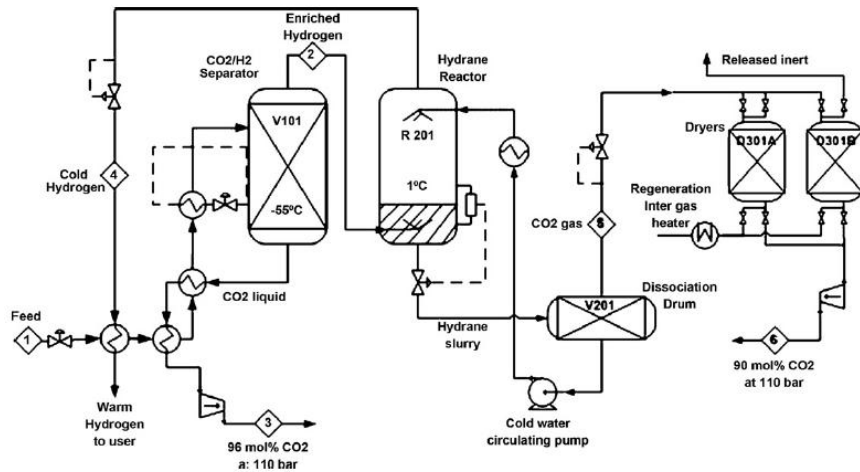 Enriched
Hydrogen
2
CO2/H2
Separator
V101
-55ºC
Hydrane
Reactor
R 201
1ºC
Released inert
Dryers
D301A
D301B
Cold
Hydrogen
4
Regeneration
Inter gas
heater
CO2 gas
5
CO2 liquid
Dissociation
Drum
V201
Feed
1
Hydrane
slurry
6
90 mol% CO2
at 110 bar
Warm
Hydrogen
to user
3
96 mol% CO2
a: 110 bar
Cold water
circulating pump